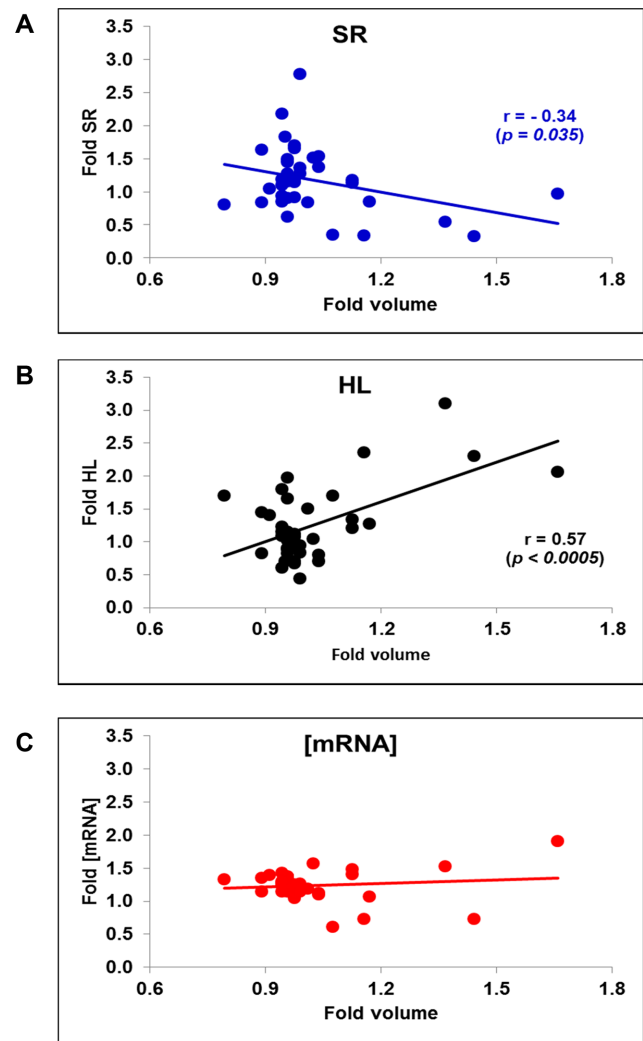 A
SR
3.5
3.0
2.5
2.0
1.5
1.0
0.5
0.0
Fold SR
r = - 0.34
(p = 0.035)
0.6 0.9 1.2 1.5 1.8
Fold volume
B
HL
3.5
3.0
2.5
2.0
1.5
1.0
0.5
0.0
Fold HL
r = 0.57
(p < 0.0005)
0.6 0.9 1.2 1.5 1.8
Fold volume
C
[mRNA]
3.5
3.0
2.5
2.0
1.5
1.0
0.5
0.0
Fold [mRNA]
0.6 0.9 1.2 1.5 1.8
Fold volume